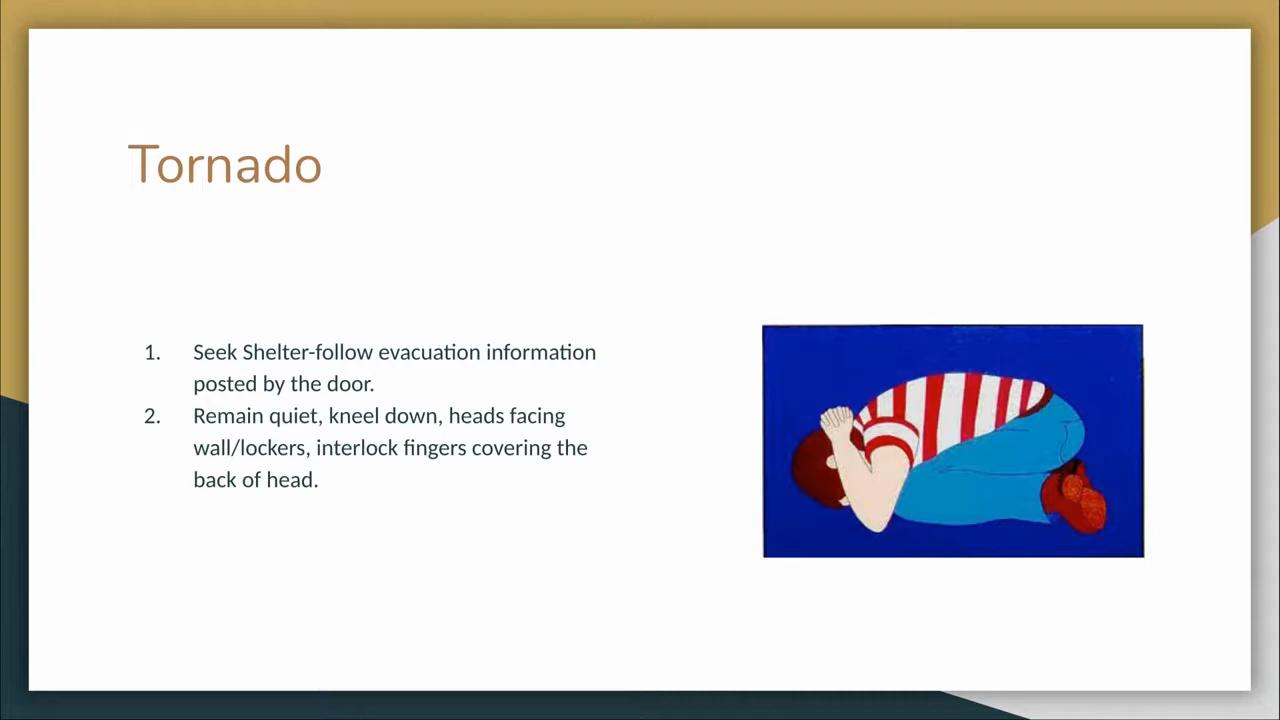 Tornado
1. Seek Shelter-follow evacuation information
posted by the door.
2. Remain quiet, kneel down, heads facing
wall/lockers, interlock fingers covering the
back of head.